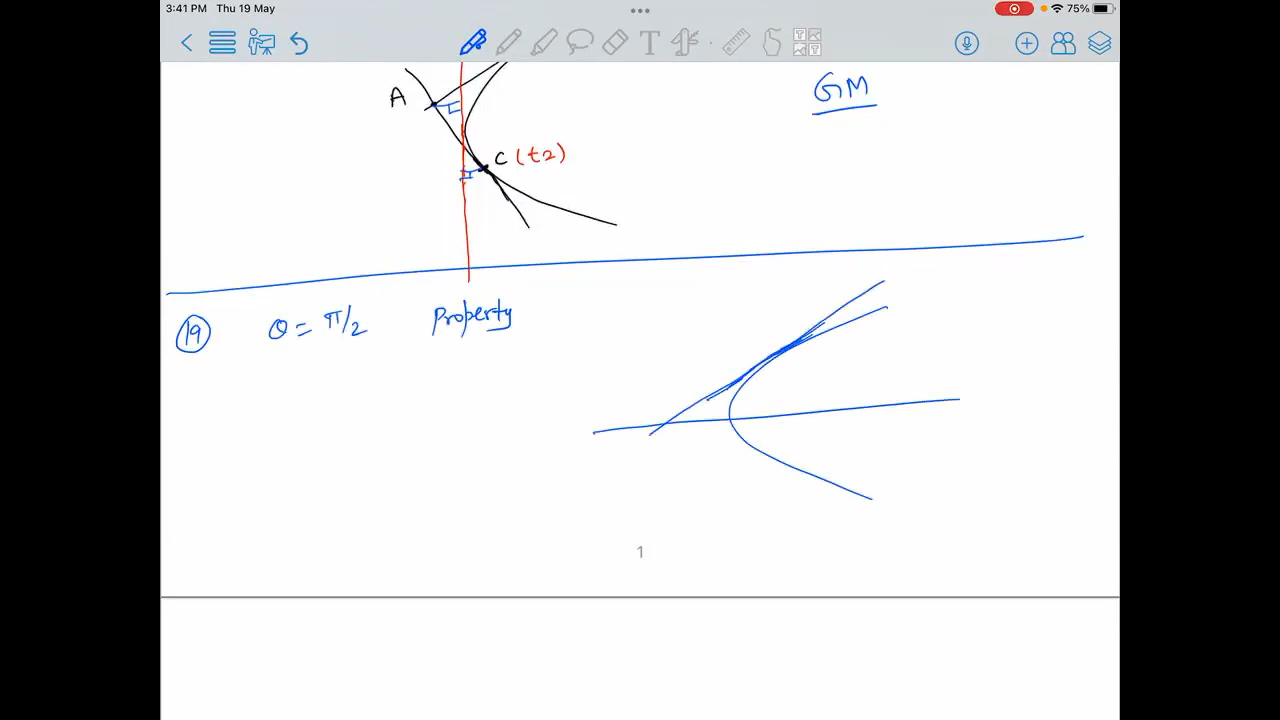 3:41 PM Thu 19 May
75%
T
A
GM
C (t2)
19 θ = π/2 Property
1